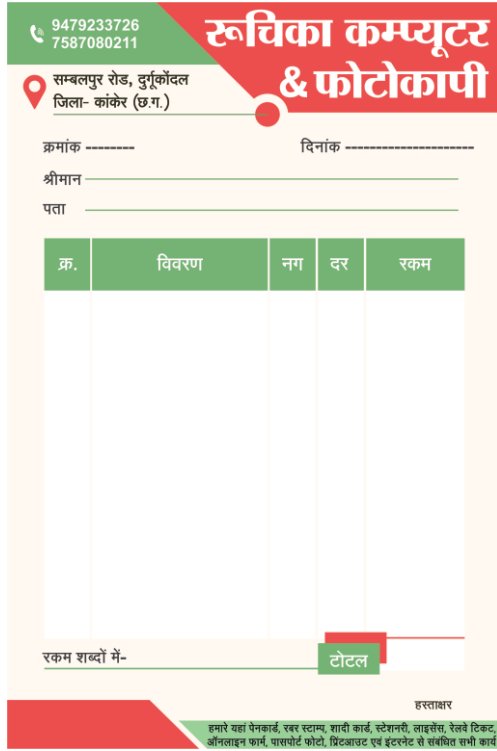 9479233726
7587080211
रूचिका कम्प्यूटर
& फोटोकापी
सम्बलपुर रोड, दुर्गूकोंदल
जिला- कांकेर (छ.ग.)
क्रमांक --------
दिनांक ---------------------
श्रीमान
पता
क्र. विवरण नग दर रकम
रकम शब्दों में-
टोटल
हस्ताक्षर
हमारे यहां पेनकार्ड, रबर स्टाम्प, शादी कार्ड, स्टेशनरी, लाइसेंस, रेलवे टिकट,
ऑनलाइन फार्म, पासपोर्ट फोटो, प्रिंटआउट एवं इंटरनेट से संबंधित सभी कार्य